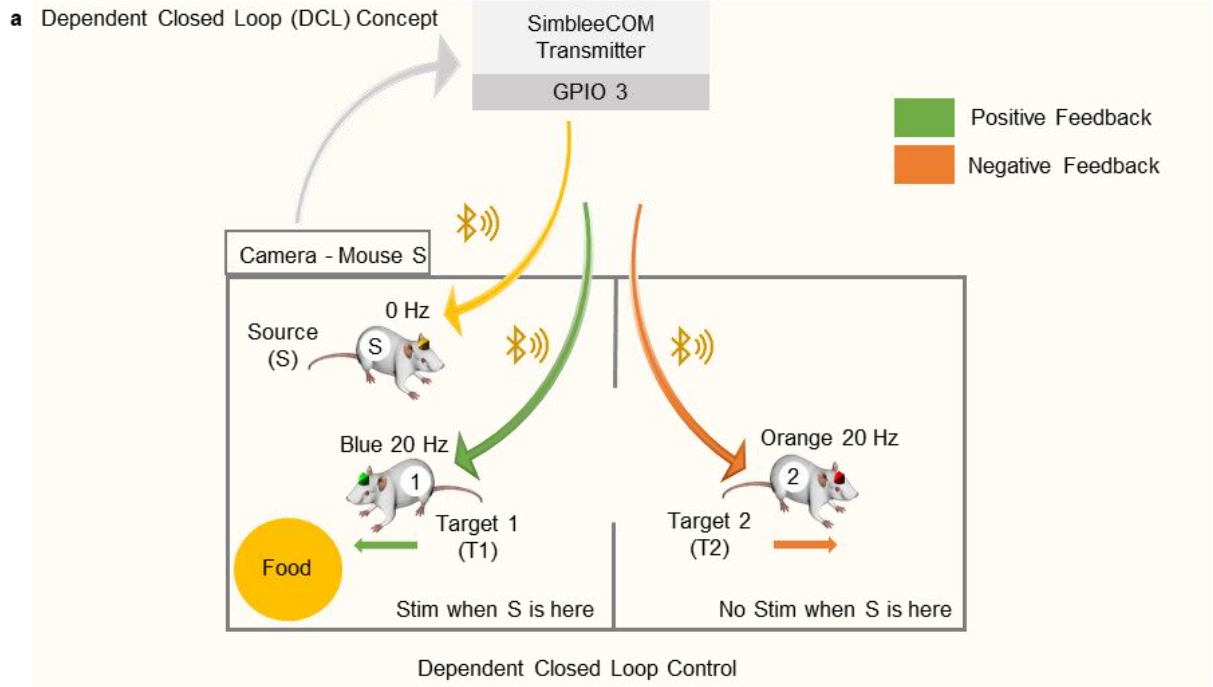 a Dependent Closed Loop (DCL) Concept
SimbleeCOM
Transmitter
GPIO 3
Positive Feedback
Negative Feedback
Camera - Mouse S
0 Hz
Source
(S)
S
Blue 20 Hz
1
Target 1
(T1)
Orange 20 Hz
2
Target 2
(T2)
Food
Stim when S is here
No Stim when S is here
Dependent Closed Loop Control